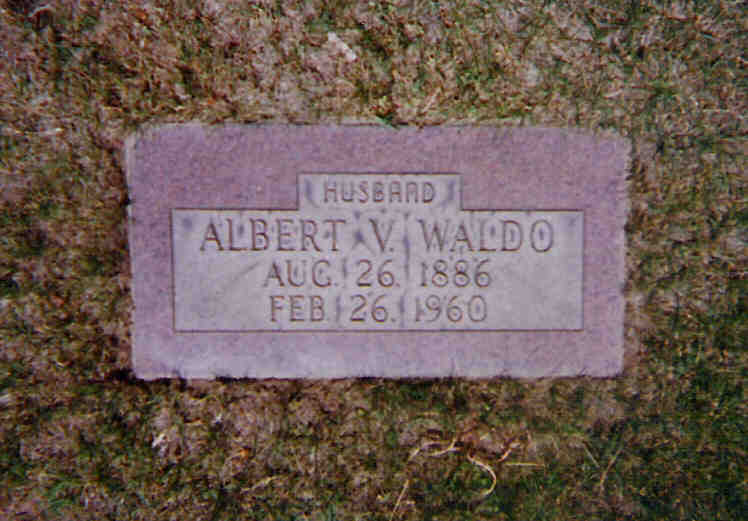 HUSBAND
ALBERT V. WALDO
AUG. 26. 1886
FEB. 26. 1960